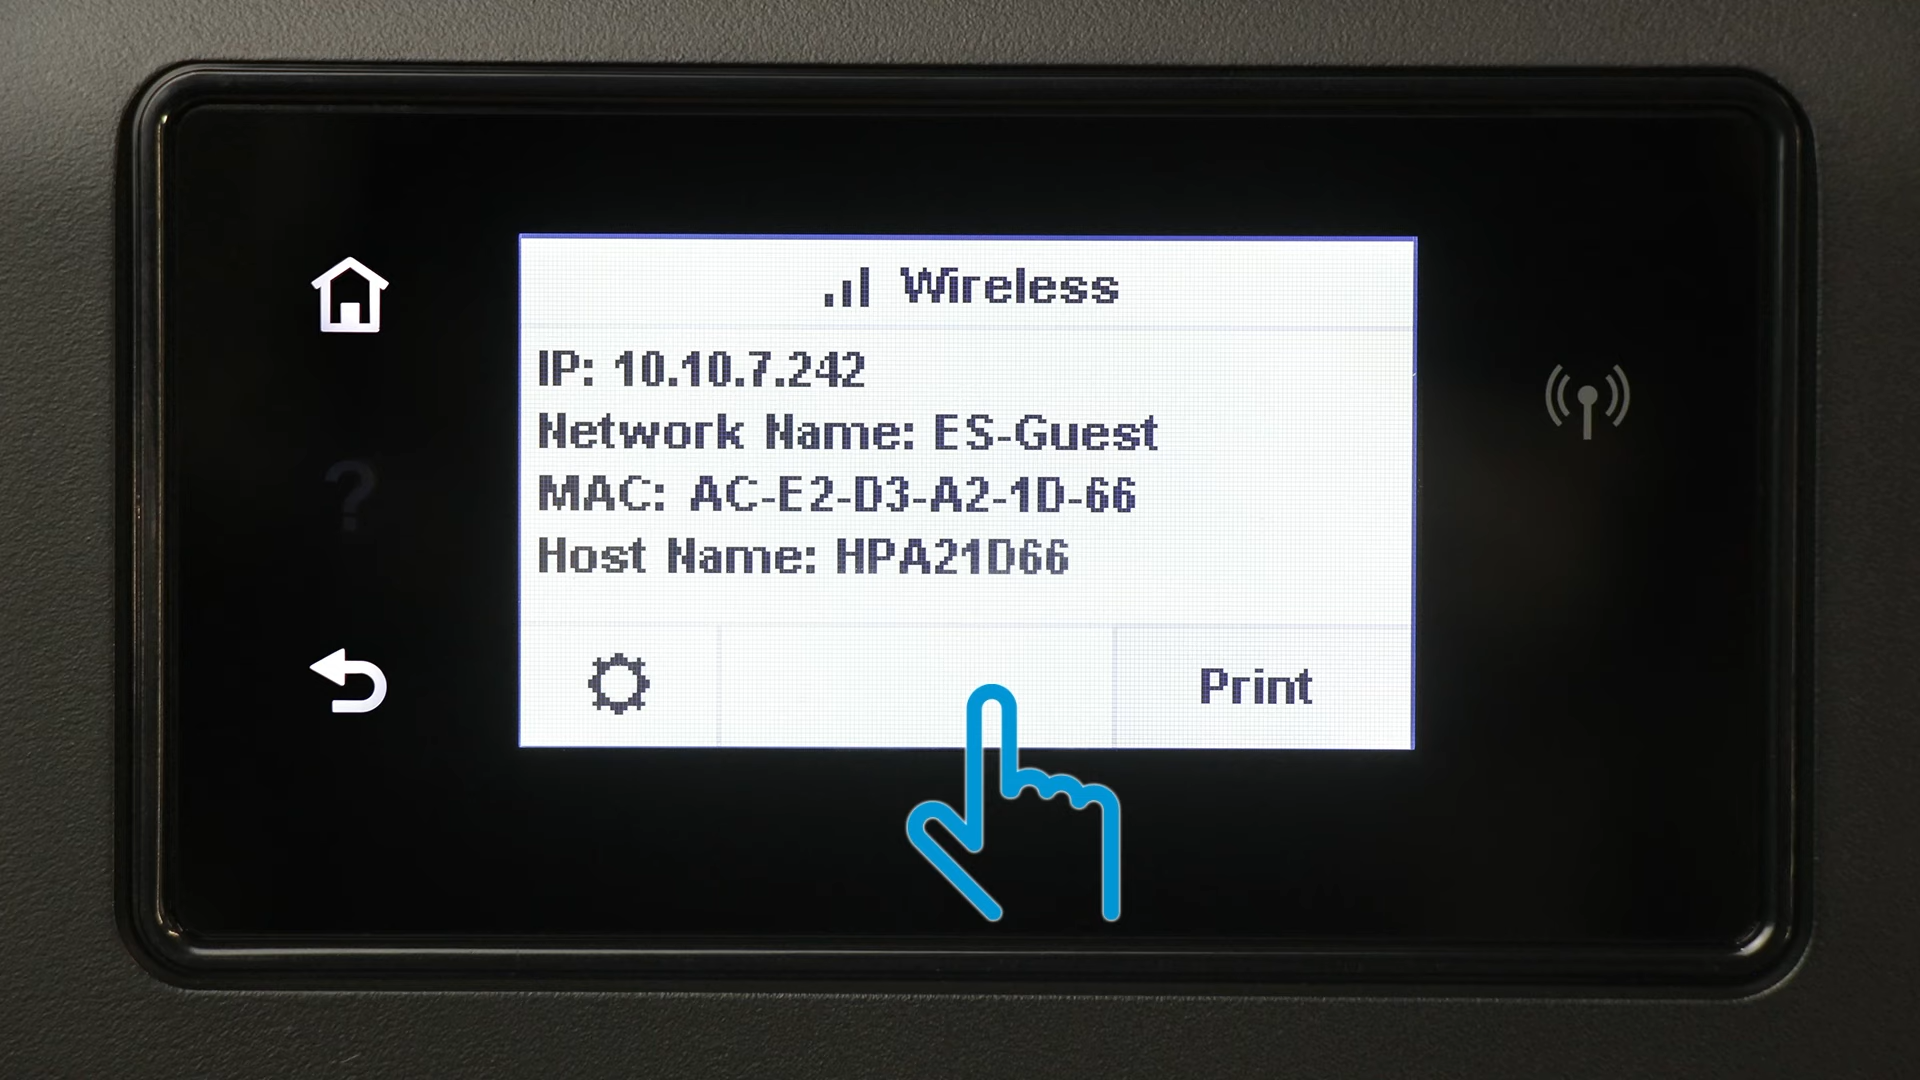 Wireless
IP: 10.10.7.242
Network Name: ES-Guest
MAC: AC-E2-D3-A2-1D-66
Host Name: HPA21D66
?
Print